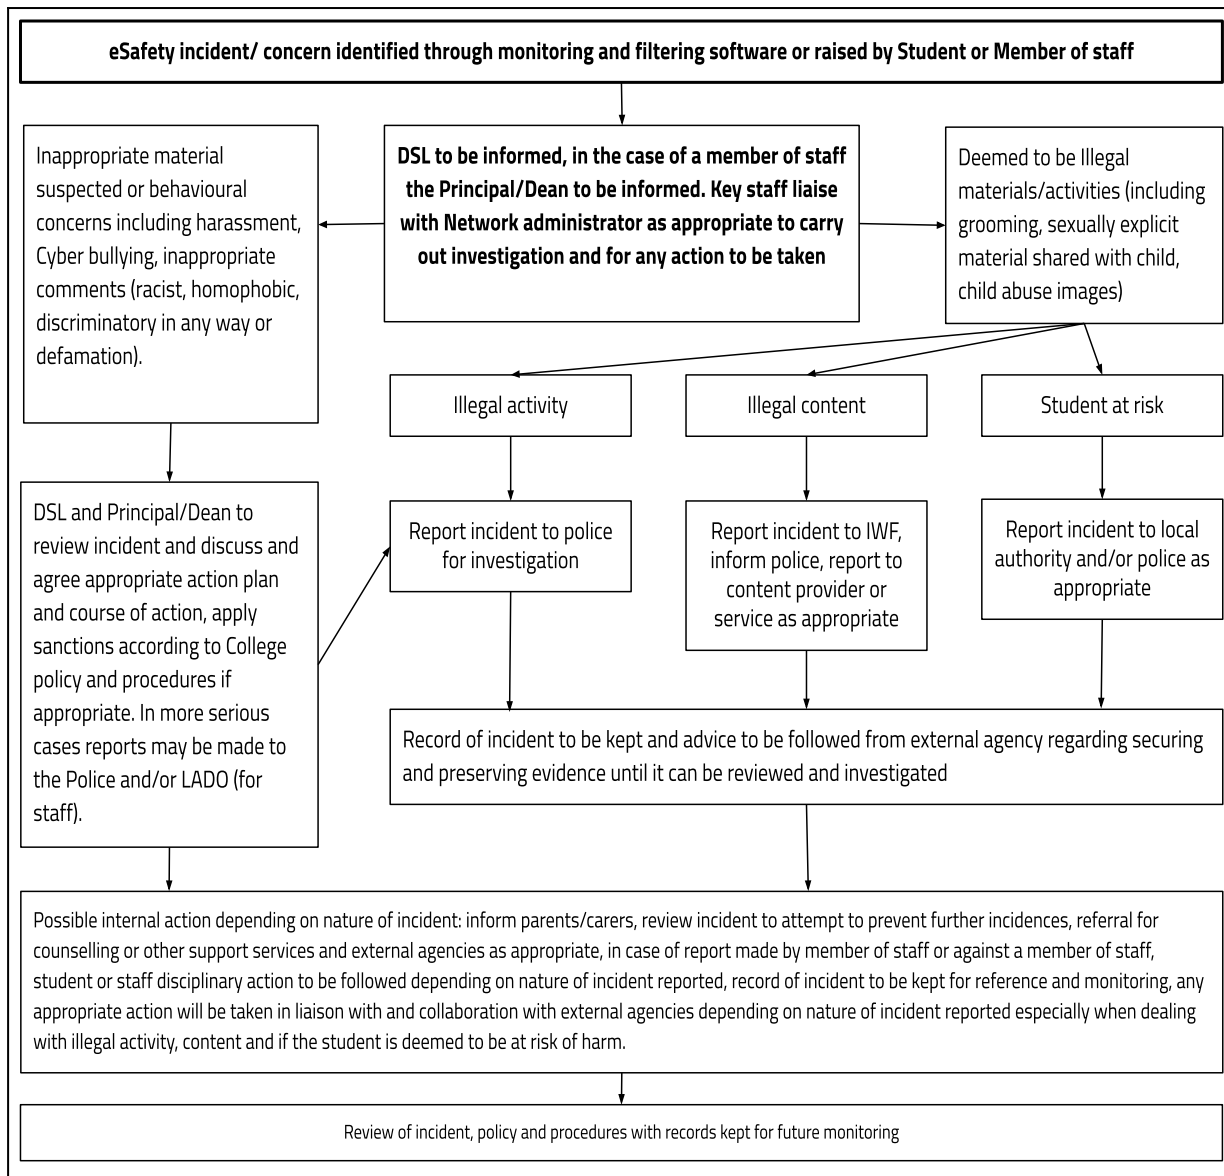 eSafety incident/ concern identified through monitoring and filtering software or raised by Student or Member of staff
Inappropriate material
suspected or behavioural
concerns including harassment,
Cyber bullying, inappropriate
comments (racist, homophobic,
discriminatory in any way or
defamation).
DSL to be informed, in the case of a member of staff
the Principal/Dean to be informed. Key staff liaise
with Network administrator as appropriate to carry
out investigation and for any action to be taken
Deemed to be Illegal
materials/activities (including
grooming, sexually explicit
material shared with child,
child abuse images)
Illegal activity
Illegal content
Student at risk
DSL and Principal/Dean to
review incident and discuss and
agree appropriate action plan
and course of action, apply
sanctions according to College
policy and procedures if
appropriate. In more serious
cases reports may be made to
the Police and/or LADO (for
staff).
Report incident to police
for investigation
Report incident to IWF,
inform police, report to
content provider or
service as appropriate
Report incident to local
authority and/or police as
appropriate
Record of incident to be kept and advice to be followed from external agency regarding securing
and preserving evidence until it can be reviewed and investigated
Possible internal action depending on nature of incident: inform parents/carers, review incident to attempt to prevent further incidences, referral for
counselling or other support services and external agencies as appropriate, in case of report made by member of staff or against a member of staff,
student or staff disciplinary action to be followed depending on nature of incident reported, record of incident to be kept for reference and monitoring, any
appropriate action will be taken in liaison with and collaboration with external agencies depending on nature of incident reported especially when dealing
with illegal activity, content and if the student is deemed to be at risk of harm.
Review of incident, policy and procedures with records kept for future monitoring